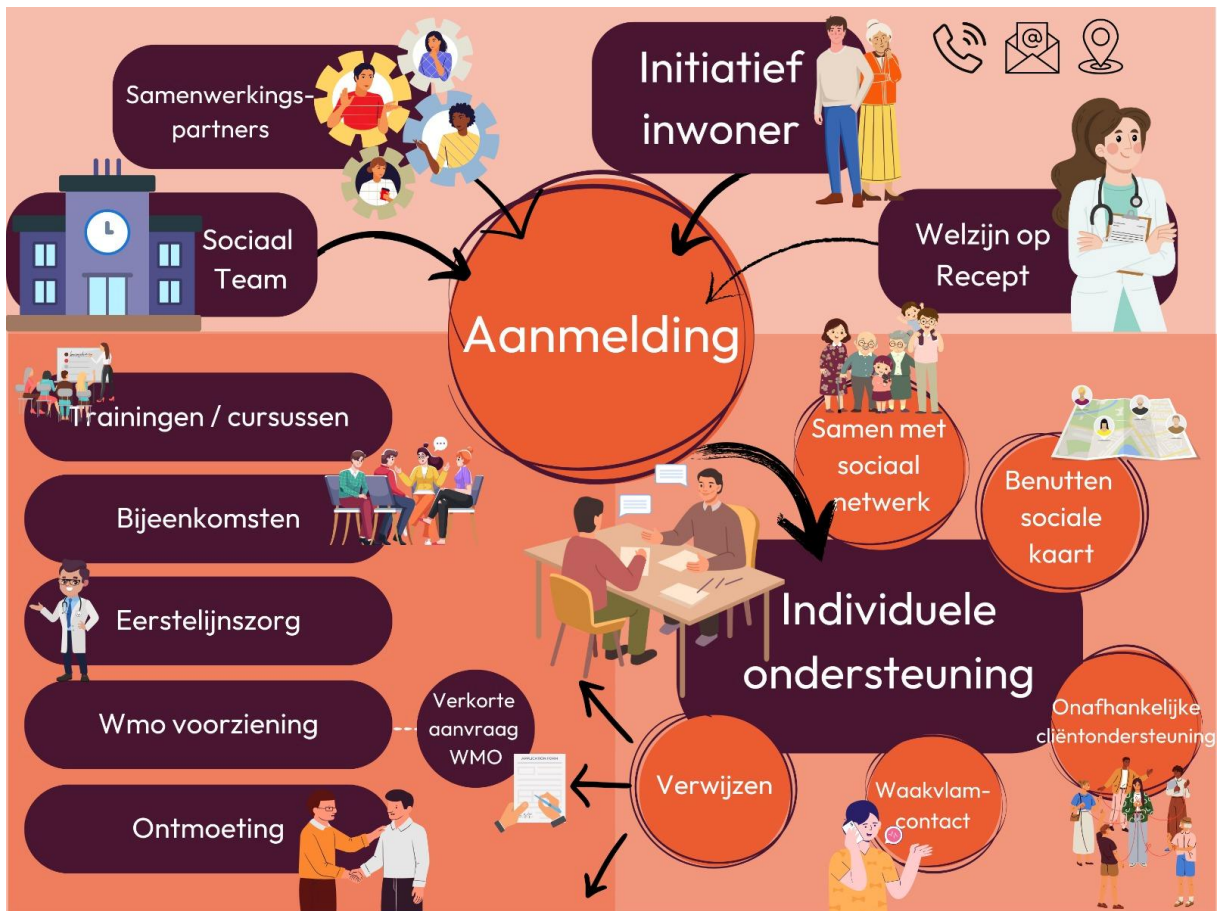 Samenwerkings-
partners
Initiatief
inwoner
Sociaal
Team
Welzijn op
Recept
Aanmelding
Trainingen / cursussen
Bijeenkomsten
Eerstelijnszorg
Wmo voorziening
Verkorte
aanvraag
WMO
Ontmoeting
Samen met
sociaal
netwerk
Benutten
sociale
kaart
Individuele
ondersteuning
Onafhankelijke
cliëntondersteuning
Waakvlam-
contact
Verwijzen